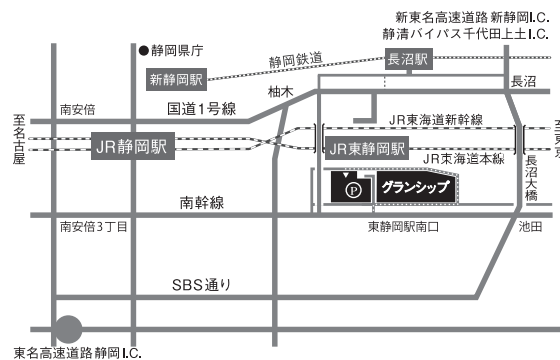 新東名高速道路 新静岡I.C.
静清バイパス千代田上土I.C.
●静岡県庁
静岡鉄道
長沼駅
新静岡駅
柚木
長沼
南安倍
国道1号線
至名古屋
JR静岡駅
JR東海道新幹線
JR東静岡駅
JR東海道本線
至東京
長沼大橋
P
グランシップ
南幹線
南安倍3丁目
東静岡駅南口
池田
SBS通り
東名高速道路 静岡I.C.